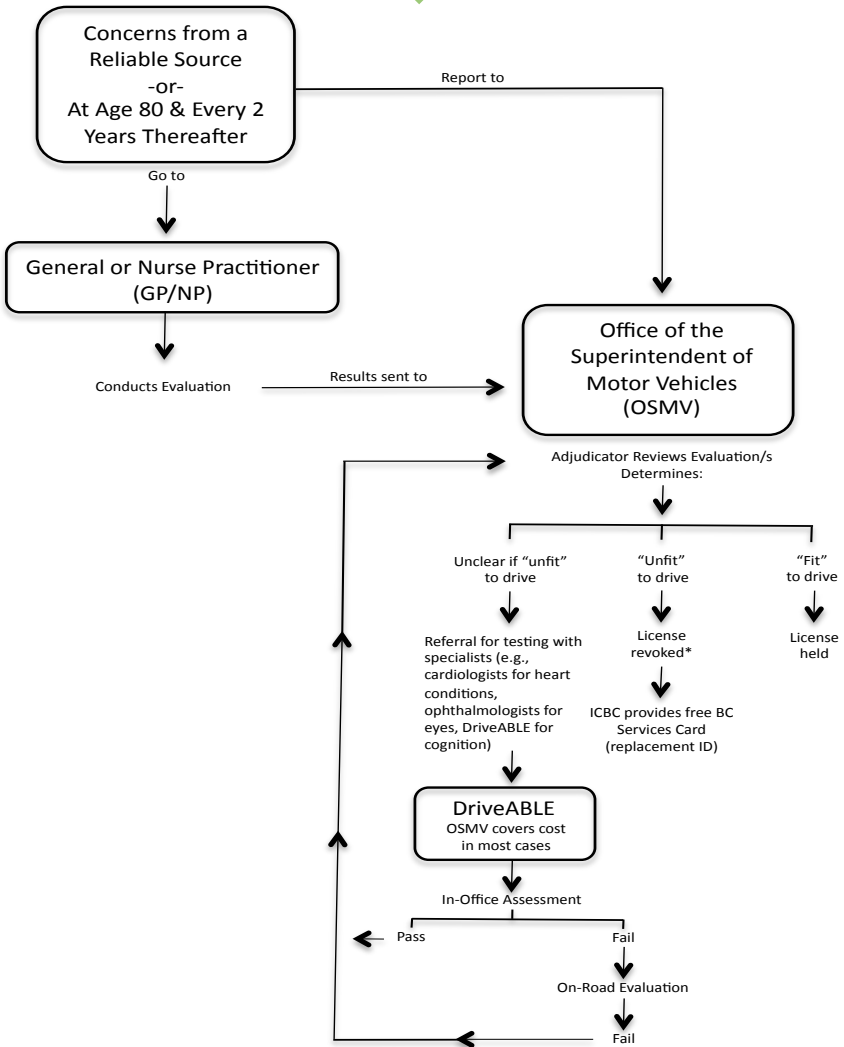 Concerns from a
Reliable Source
-or-
At Age 80 & Every 2
Years Thereafter
Report to
Go to
General or Nurse Practitioner
(GP/NP)
Conducts Evaluation
Results sent to
Office of the
Superintendent of
Motor Vehicles
(OSMV)
Adjudicator Reviews Evaluation/s
Determines:
Unclear if “unfit”
to drive
“Unfit”
to drive
“Fit”
to drive
Referral for testing with
specialists (e.g.,
cardiologists for heart
conditions,
ophthalmologists for
eyes, DriveABLE for
cognition)
License
revoked*
License
held
ICBC provides free BC
Services Card
(replacement ID)
DriveABLE
OSMV covers cost
in most cases
In-Office Assessment
Pass
Fail
On-Road Evaluation
Fail